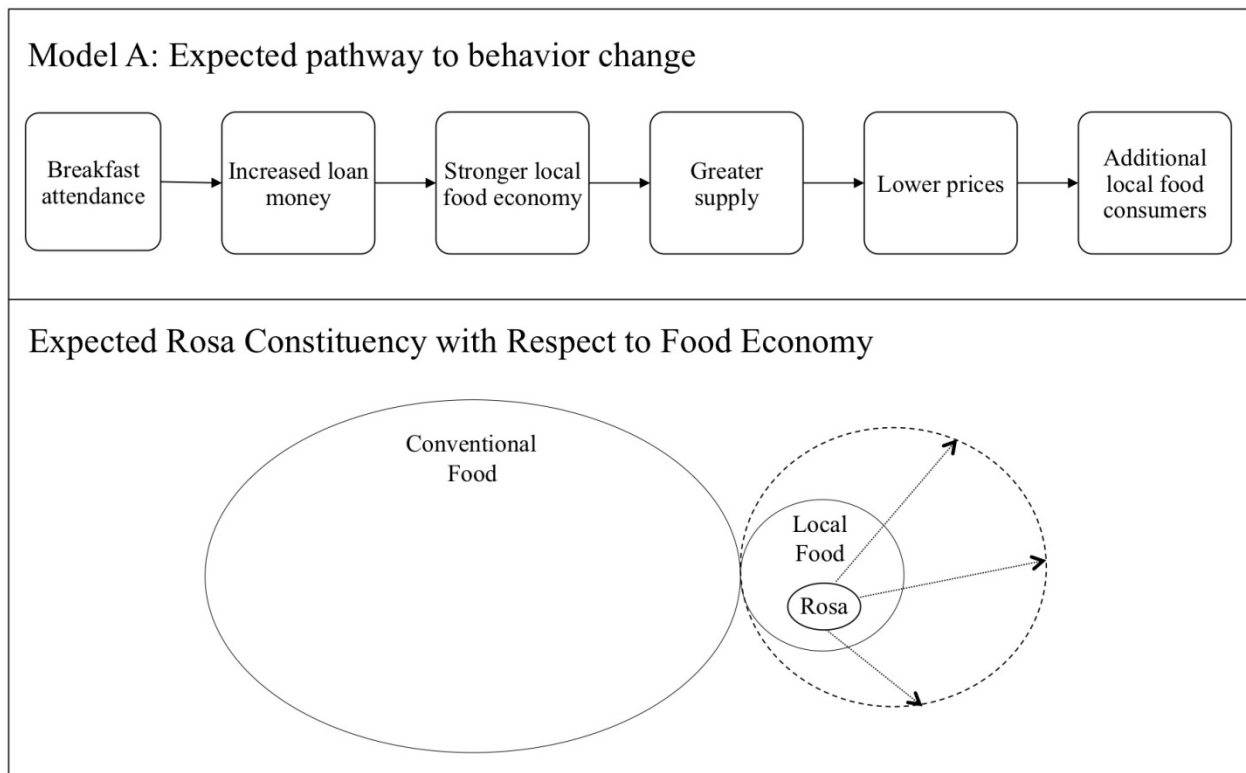 Model A: Expected pathway to behavior change
Breakfast
attendance
Increased loan
money
Stronger local
food economy
Greater
supply
Lower prices
Additional
local food
consumers
Expected Rosa Constituency with Respect to Food Economy
Conventional
Food
Local
Food
Rosa